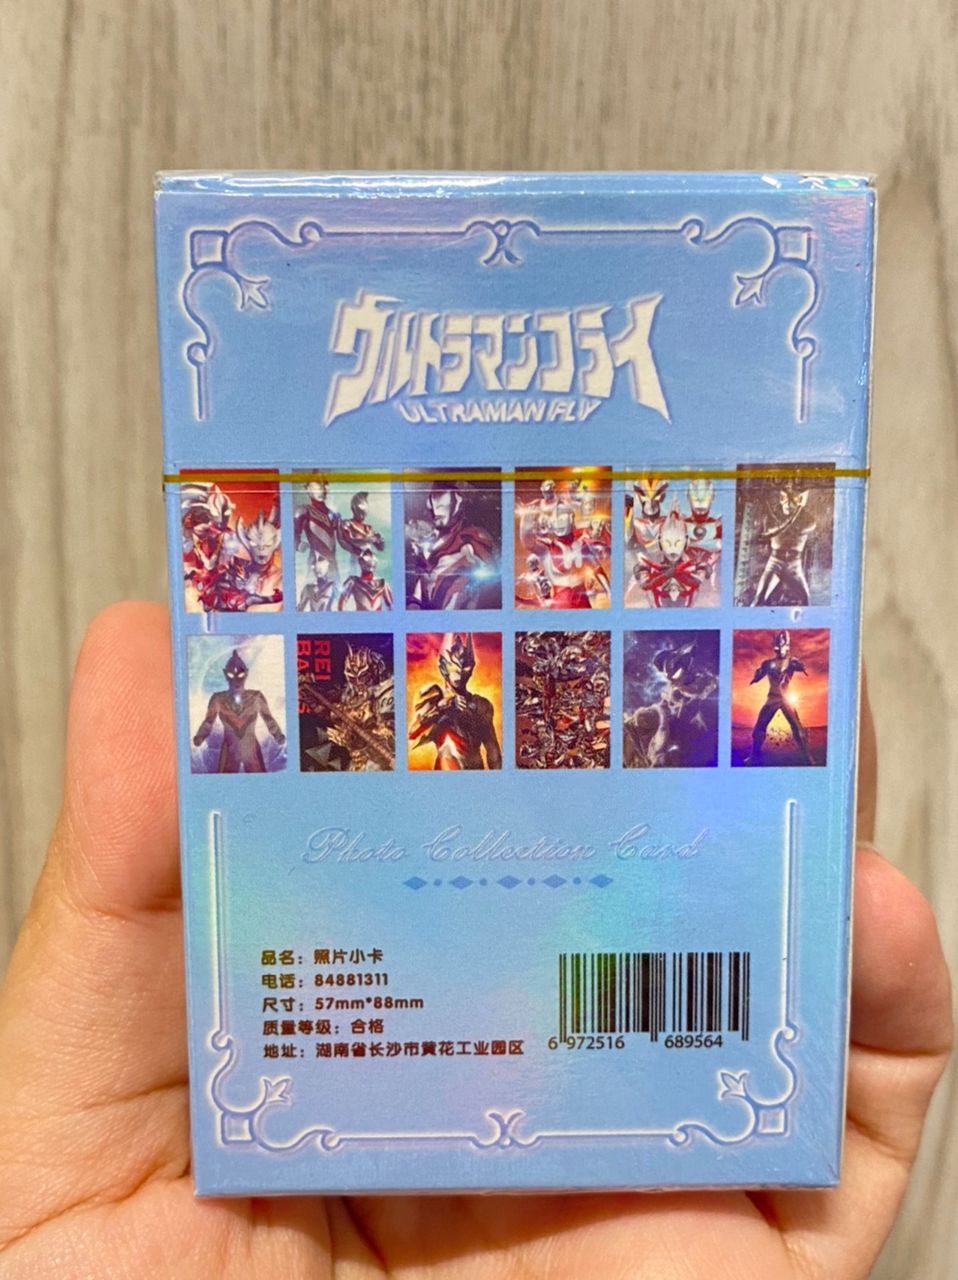 ウルトラマンコライ
ULTRAMAN FLY
REI
BA
S
Photo Collection Card
品名：照片小卡
电话：84881311
尺寸：57mm*88mm
质量等级：合格
地址：湖南省长沙市黄花工业园区
6 972516 689564